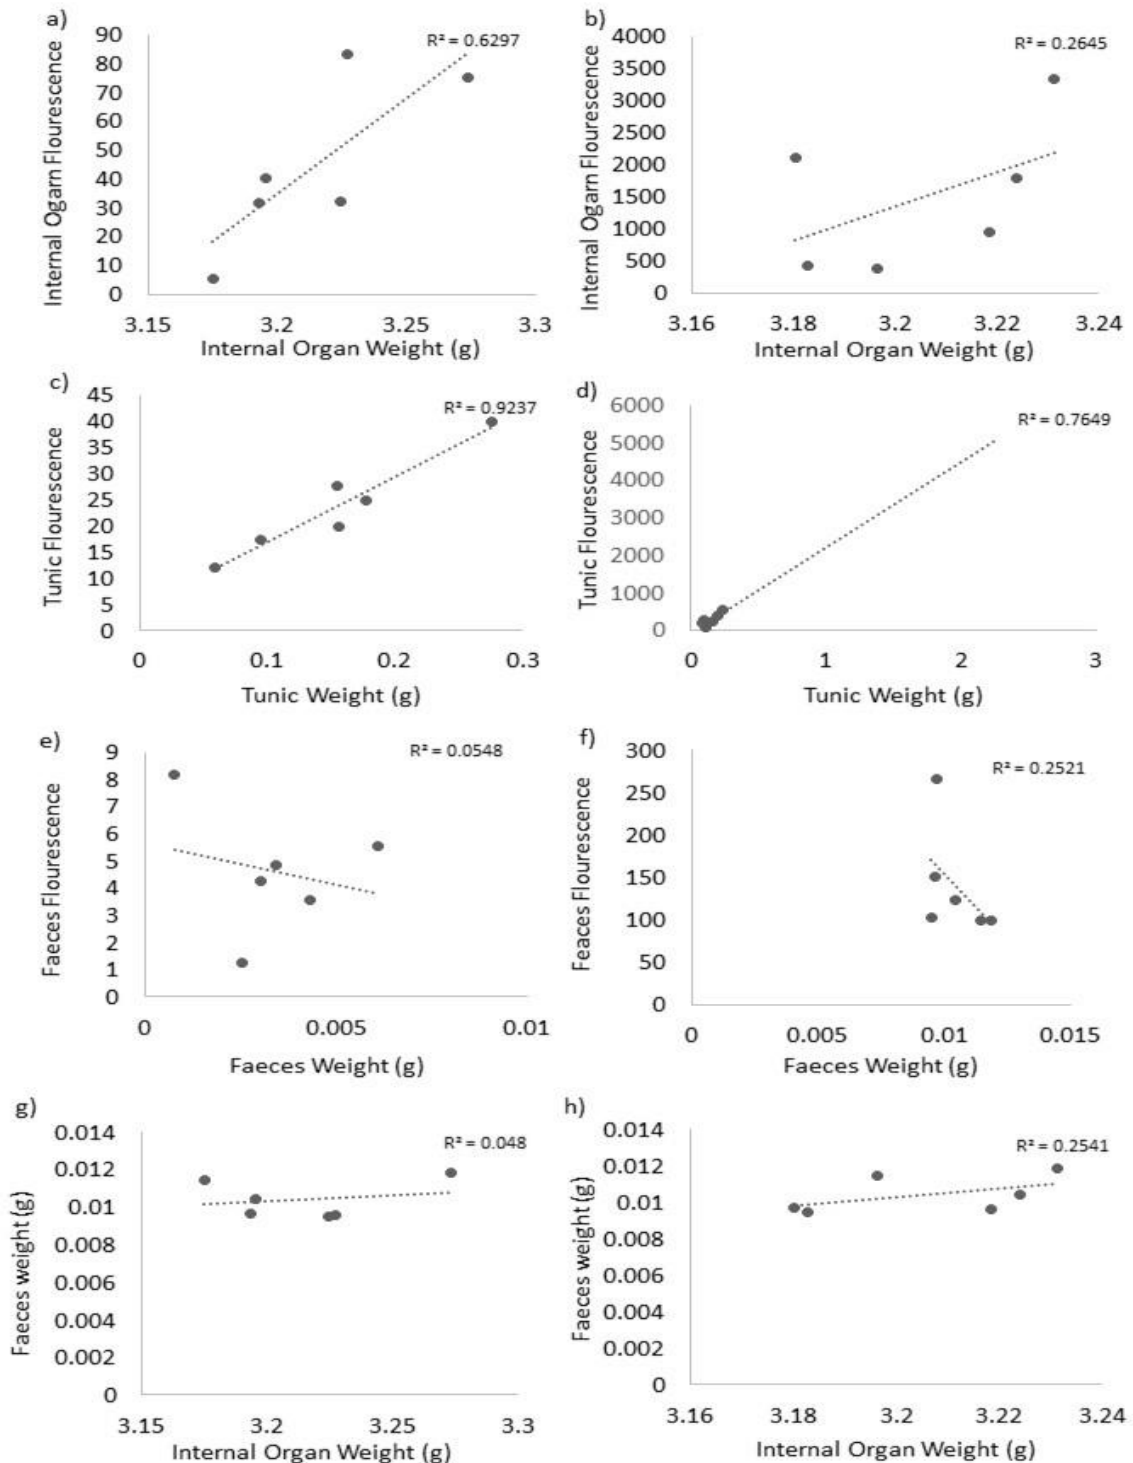 a)
R² = 0.6297
Internal Ogarn Flourescence
90
80
70
60
50
40
30
20
10
0
3.15 3.2 3.25 3.3
Internal Organ Weight (g)
b)
R² = 0.2645
Internal Ogarn Flourescence
4000
3500
3000
2500
2000
1500
1000
500
0
3.16 3.18 3.2 3.22 3.24
Internal Organ Weight (g)
c)
R² = 0.9237
Tunic Flourescence
45
40
35
30
25
20
15
10
5
0
0 0.1 0.2 0.3
Tunic Weight (g)
d)
R² = 0.7649
Tunic Flourescence
6000
5000
4000
3000
2000
1000
0
0 1 2 3
Tunic Weight (g)
e)
R² = 0.0548
Faeces Flourescence
9
8
7
6
5
4
3
2
1
0
0 0.005 0.01
Faeces Weight (g)
f)
R² = 0.2521
Feaces Flourescence
300
250
200
150
100
50
0
0 0.005 0.01 0.015
Faeces Weight (g)
g)
R² = 0.048
Faeces weight (g)
0.014
0.012
0.01
0.008
0.006
0.004
0.002
0
3.15 3.2 3.25 3.3
Internal Organ Weight (g)
h)
R² = 0.2541
Faeces weight (g)
0.014
0.012
0.01
0.008
0.006
0.004
0.002
0
3.16 3.18 3.2 3.22 3.24
Internal Organ Weight (g)